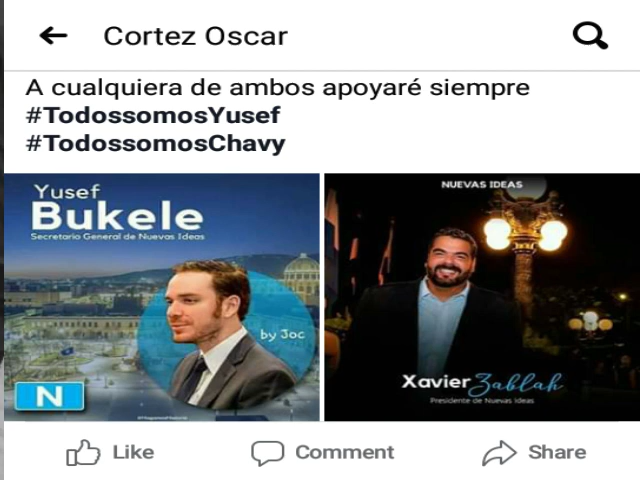 Cortez Oscar
A cualquiera de ambos apoyaré siempre
#TodossomosYusef
#TodossomosChavy
Yusef
Bukele
Secretario General de Nuevas Ideas
by Joc
N
NUEVAS IDEAS
Xavier Zablah
Presidente de Nuevas Ideas
Like
Comment
Share